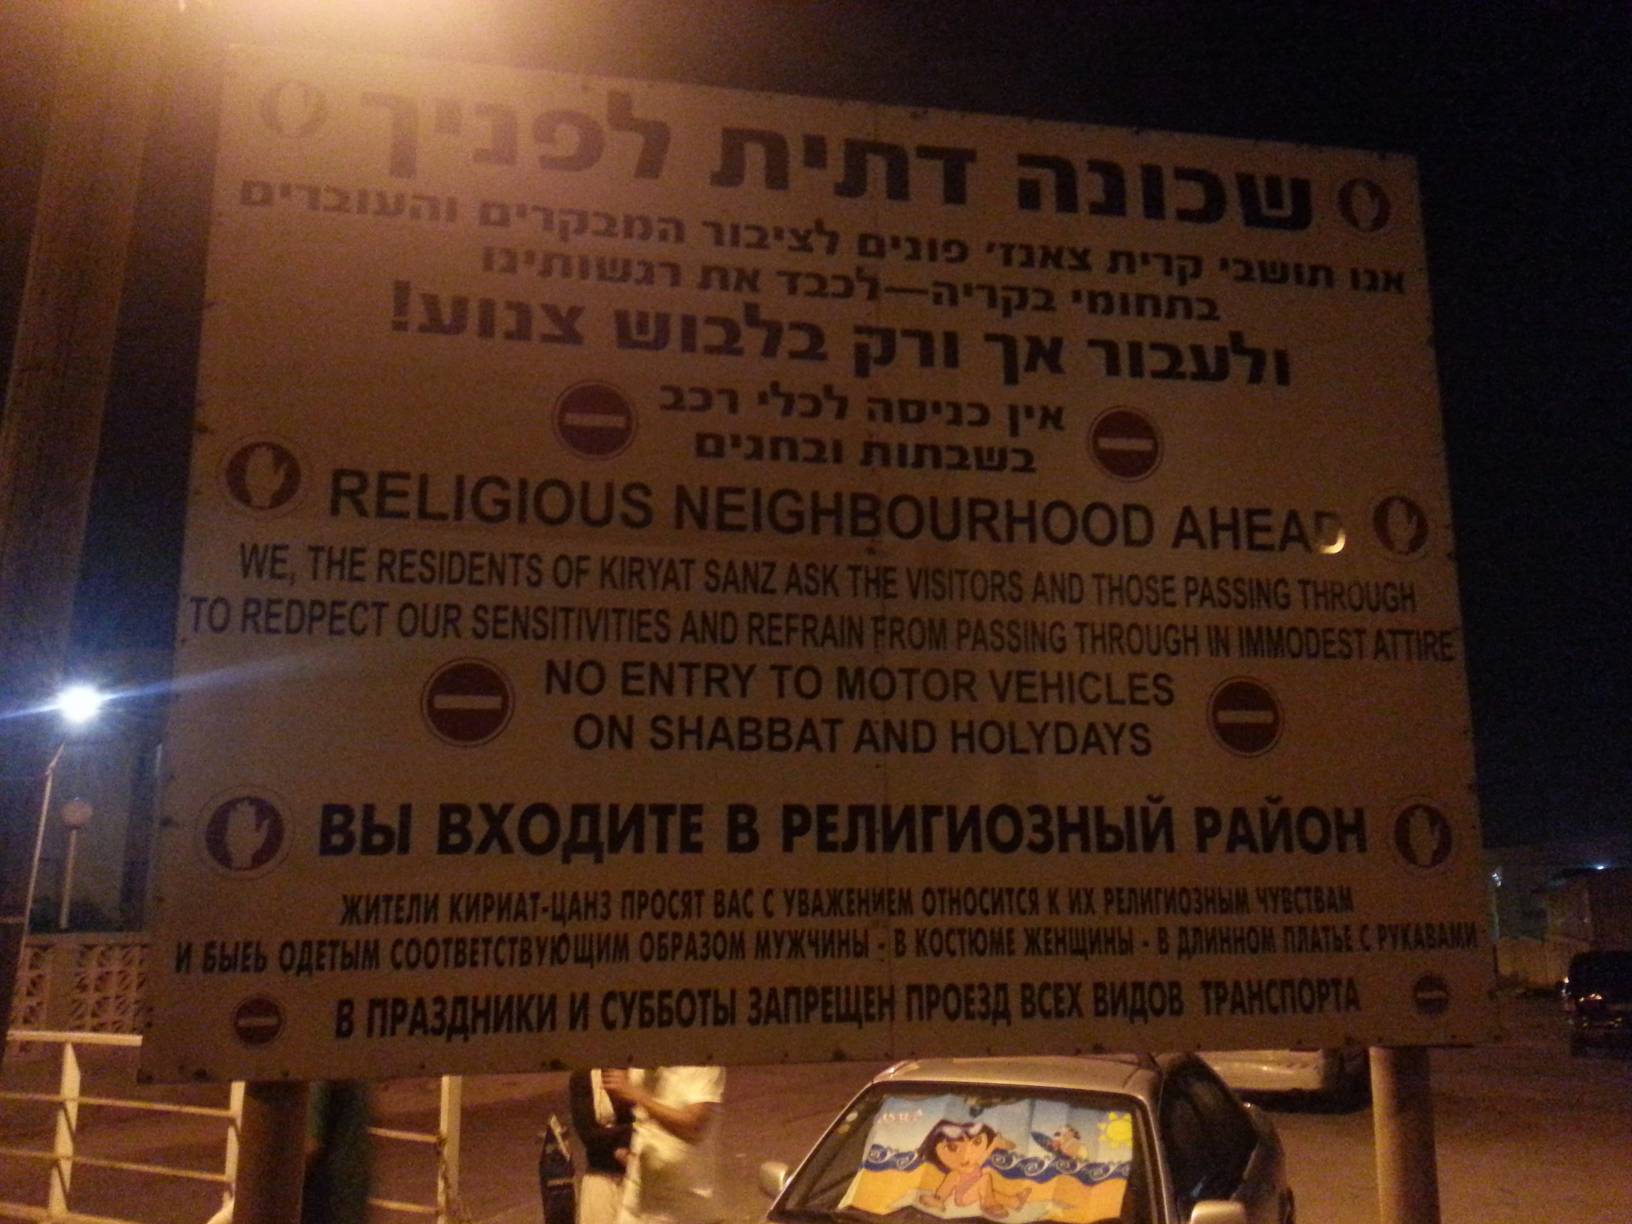 שכונה דתית לפניך
אנו תושבי קרית צאנז׳ פונים לציבור המבקרים והעוברים
בתחומי בקריה—לכבד את רגשותינו
ולעבור אך ורק בלבוש צנוע!
אין כניסה לכלי רכב
בשבתות ובחגים
RELIGIOUS NEIGHBOURHOOD AHEAD
WE, THE RESIDENTS OF KIRYAT SANZ ASK THE VISITORS AND THOSE PASSING THROUGH
TO REDPECT OUR SENSITIVITIES AND REFRAIN FROM PASSING THROUGH IN IMMODEST ATTIRE
NO ENTRY TO MOTOR VEHICLES
ON SHABBAT AND HOLYDAYS
ВЫ ВХОДИТЕ В РЕЛИГИОЗНЫЙ РАЙОН
ЖИТЕЛИ КИРИАТ-ЦАНЗ ПРОСЯТ ВАС С УВАЖЕНИЕМ ОТНОСИТСЯ К ИХ РЕЛИГИОЗНЫМ ЧУВСТВАМ
И БЫЕЬ ОДЕТЫМ СООТВЕТСТВУЮЩИМ ОБРАЗОМ МУЖЧИНЫ - В КОСТЮМЕ ЖЕНЩИНЫ - В ДЛИННОМ ПЛАТЬЕ С РУКАВАМИ
В ПРАЗДНИКИ И СУББОТЫ ЗАПРЕЩЕН ПРОЕЗД ВСЕХ ВИДОВ ТРАНСПОРТА